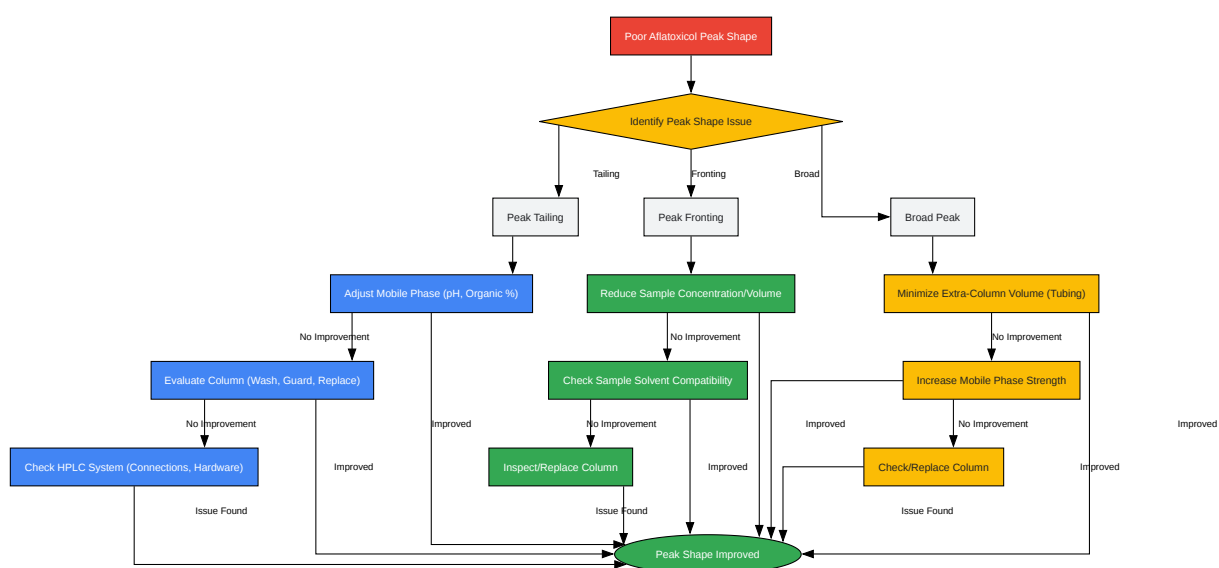 Poor Aflatoxicol Peak Shape
Identify Peak Shape Issue
Tailing
Fronting
Broad
Peak Tailing
Peak Fronting
Broad Peak
Adjust Mobile Phase (pH, Organic %)
Reduce Sample Concentration/Volume
Minimize Extra-Column Volume (Tubing)
No Improvement
No Improvement
No Improvement
Evaluate Column (Wash, Guard, Replace)
Check Sample Solvent Compatibility
Increase Mobile Phase Strength
No Improvement
Improved
No Improvement
Improved
No Improvement
Improved
Check HPLC System (Connections, Hardware)
Improved
Inspect/Replace Column
Improved
Check/Replace Column
Improved
Issue Found
Issue Found
Issue Found
Peak Shape Improved